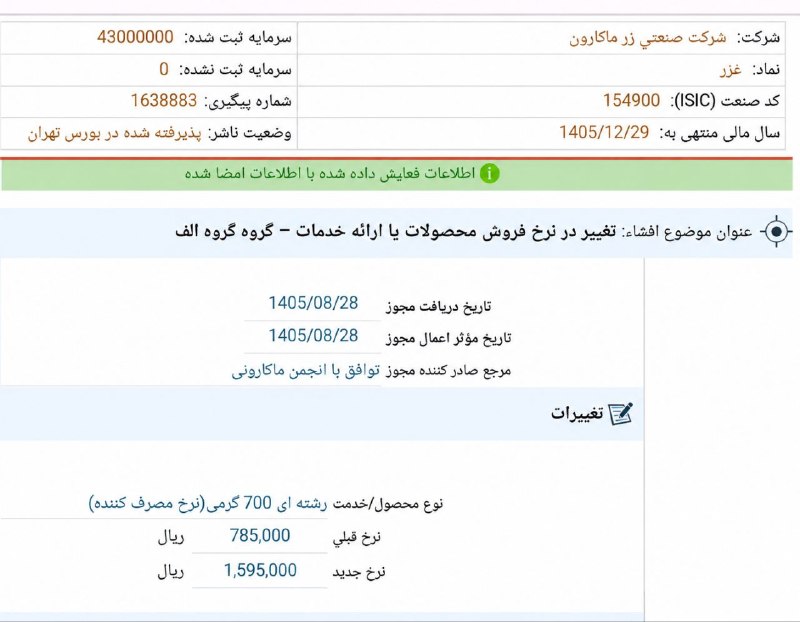 شرکت: شرکت صنعتي زر ماکارون
سرمایه ثبت شده: 43000000
نماد: غزر
سرمایه ثبت نشده: 0
کد صنعت (ISIC): 154900
شماره پیگیری: 1638883
سال مالی منتهی به: 1405/12/29
وضعیت ناشر: پذیرفته شده در بورس تهران
اطلاعات فعایش داده شده با اطلاعات امضا شده
عنوان موضوع افشاء: تغییر در نرخ فروش محصولات یا ارائه خدمات – گروه گروه الف
تاریخ دریافت مجوز 1405/08/28
تاریخ مؤثر اعمال مجوز 1405/08/28
مرجع صادر کننده مجوز توافق با انجمن ماکارونی
تغییرات
نوع محصول/خدمت رشته ای 700 گرمی(نرخ مصرف کننده)
نرخ قبلي 785,000 ریال
نرخ جدید 1,595,000 ریال